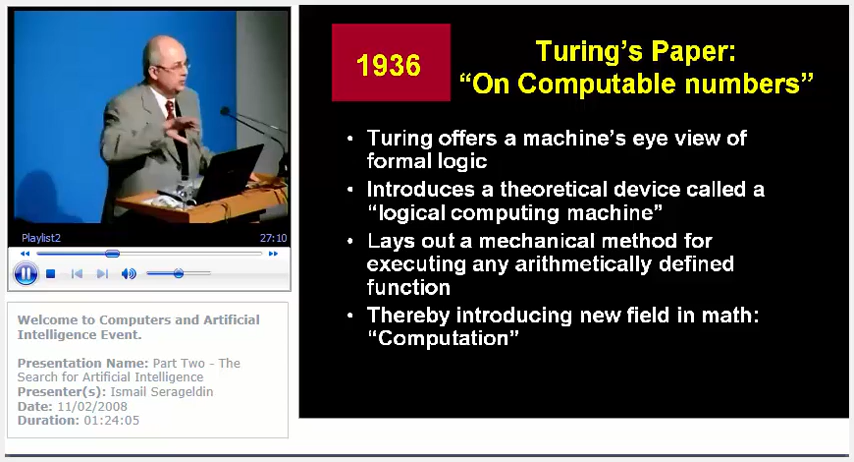 Playlist2
27:10
Welcome to Computers and Artificial
Intelligence Event.
Presentation Name: Part Two - The
Search for Artificial Intelligence
Presenter(s): Ismail Serageldin
Date: 11/02/2008
Duration: 01:24:05
1936
Turing's Paper:
"On Computable numbers"
• Turing offers a machine's eye view of
formal logic
• Introduces a theoretical device called a
"logical computing machine"
• Lays out a mechanical method for
executing any arithmetically defined
function
• Thereby introducing new field in math:
"Computation"